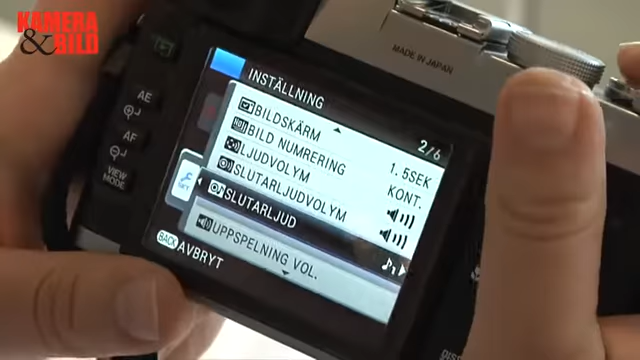 KAMERA
&BILD
MADE IN JAPAN
AE
AF
VIEW
MODE
INSTÄLLNING
2/6
BILDSKÄRM 1.5SEK
BILD NUMRERING KONT.
LJUDVOLYM
SLUTARLJUDVOLYM
SLUTARLJUD
UPPSPELNING VOL.
BACK AVBRYT